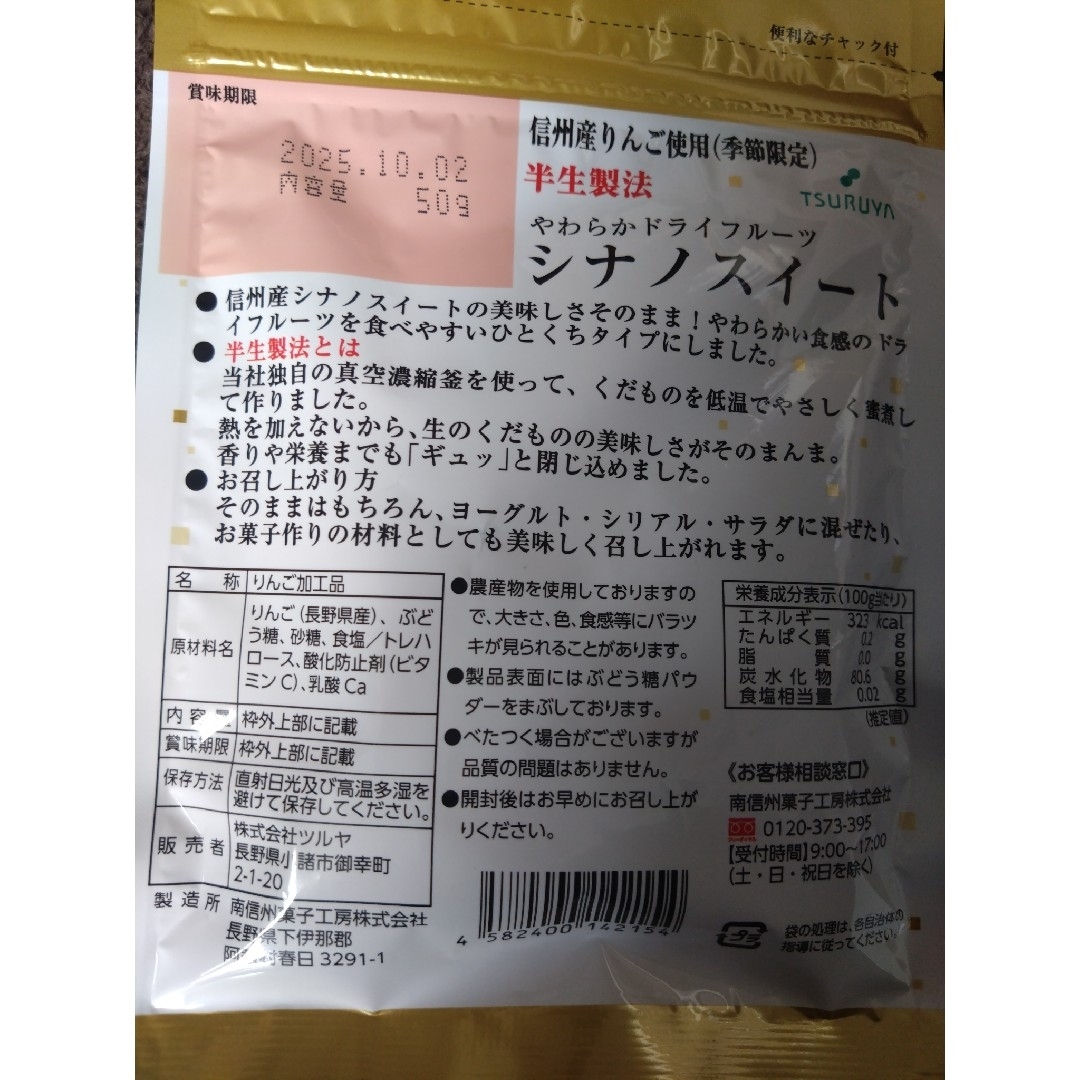 便利なチャック付
賞味期限
2025.10.02
内容量 50g
信州産りんご使用(季節限定)
半生製法
TSURUYA
やわらかドライフルーツ
シナノスイート
●信州産シナノスイートの美味しさそのまま！やわらかい食感のドラ
イフルーツを食べやすいひとくちタイプにしました。
●半生製法とは
当社独自の真空濃縮釜を使って、くだものを低温でやさしく蜜煮し
て作りました。
熱を加えないから、生のくだものの美味しさがそのまんま。
香りや栄養までも「ギュッ」と閉じ込めました。
●お召し上がり方
そのままはもちろん、ヨーグルト・シリアル・サラダに混ぜたり、
お菓子作りの材料としても美味しく召し上がれます。
名称 りんご加工品
原材料名 りんご(長野県産)、ぶど
う糖、砂糖、食塩／トレハ
ロース、酸化防止剤(ビタ
ミンC)、乳酸Ca
内容量 枠外上部に記載
賞味期限 枠外上部に記載
保存方法 直射日光及び高温多湿を
避けて保存してください。
販売者 株式会社ツルヤ
長野県小諸市御幸町
2-1-20
製造所 南信州菓子工房株式会社
長野県下伊那郡
阿智村春日3291-1
●農産物を使用しておりますの
で、大きさ、色、食感等にバラツ
キが見られることがあります。
●製品表面にはぶどう糖パウ
ダーをまぶしております。
●べたつく場合がございますが
品質の問題はありません。
●開封後はお早めにお召し上が
りください。
4 582400 142154
栄養成分表示(100g当たり)
エネルギー 323 kcal
たんぱく質 0.2 g
脂質 0.0 g
炭水化物 80.6 g
食塩相当量 0.02 g
(推定値)
《お客様相談窓口》
南信州菓子工房株式会社
0120-373-395
【受付時間】9:00〜17:00
(土・日・祝日を除く)
プラ
袋の処理は、各自治体の
指導に従ってください。